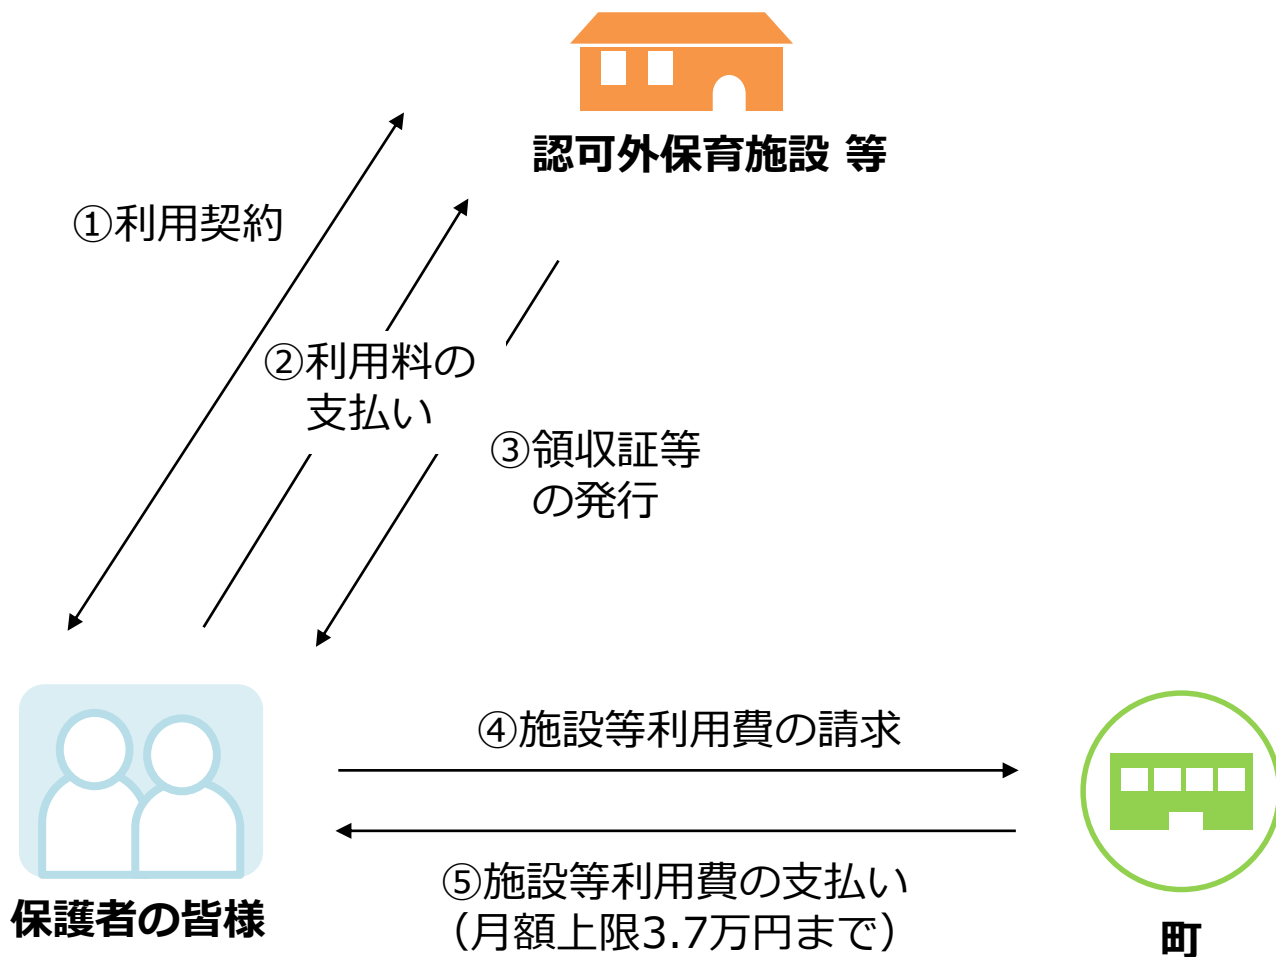 認可外保育施設 等
①利用契約
②利用料の
支払い
③領収証等
の発行
④施設等利用費の請求
⑤施設等利用費の支払い
（月額上限3.7万円まで）
保護者の皆様
町